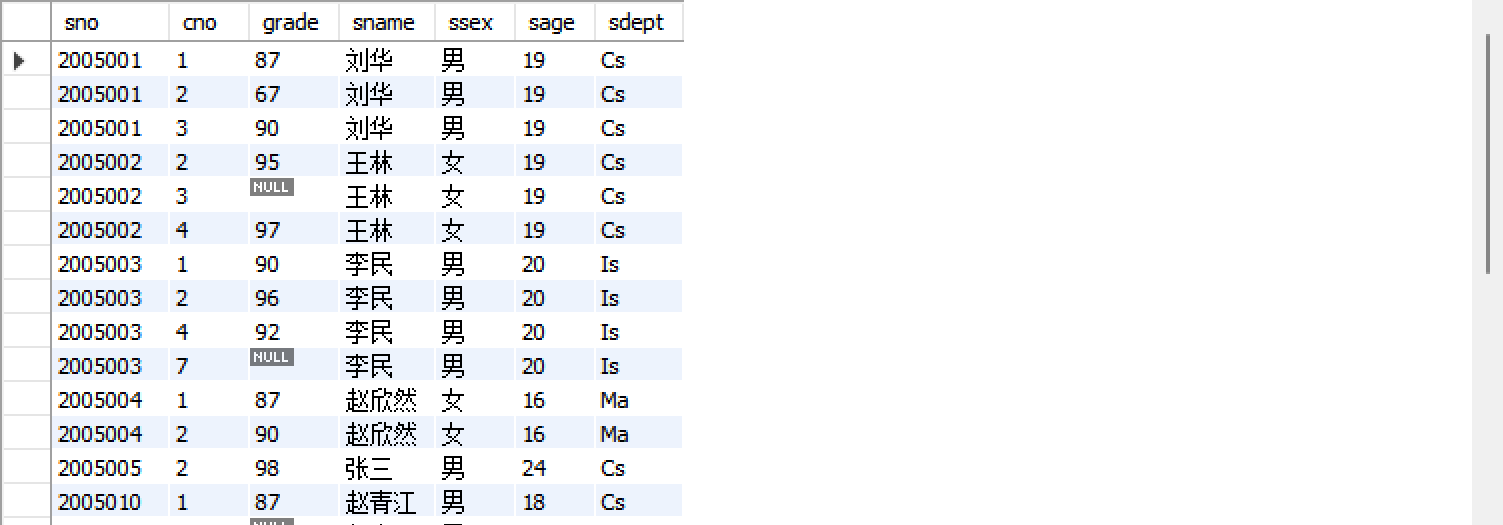 sno cno grade sname ssex sage sdept
2005001 1 87 刘华 男 19 Cs
2005001 2 67 刘华 男 19 Cs
2005001 3 90 刘华 男 19 Cs
2005002 2 95 王林 女 19 Cs
2005002 3 NULL 王林 女 19 Cs
2005002 4 97 王林 女 19 Cs
2005003 1 90 李民 男 20 Is
2005003 2 96 李民 男 20 Is
2005003 4 92 李民 男 20 Is
2005003 7 NULL 李民 男 20 Is
2005004 1 87 赵欣然 女 16 Ma
2005004 2 90 赵欣然 女 16 Ma
2005005 2 98 张三 男 24 Cs
2005010 1 87 赵青江 男 18 Cs